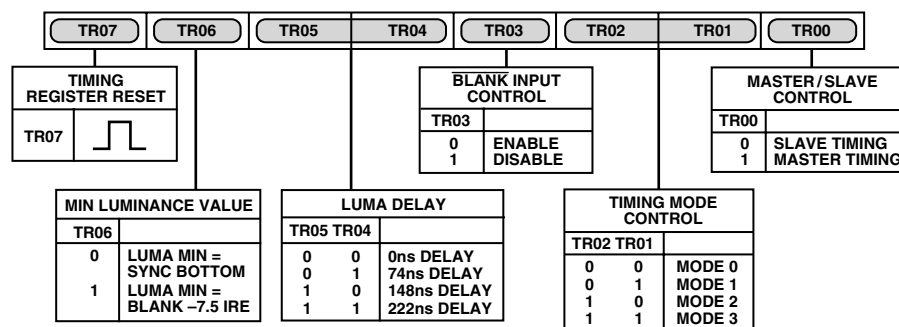 TR07 TR06 TR05 TR04 TR03 TR02 TR01 TR00
TIMING
REGISTER RESET
TR07
BLANK INPUT
CONTROL
TR03
0 ENABLE
1 DISABLE
MASTER/SLAVE
CONTROL
TR00
0 SLAVE TIMING
1 MASTER TIMING
MIN LUMINANCE VALUE
TR06
0 LUMA MIN =
SYNC BOTTOM
1 LUMA MIN =
BLANK –7.5 IRE
LUMA DELAY
TR05 TR04
0 0 0ns DELAY
0 1 74ns DELAY
1 0 148ns DELAY
1 1 222ns DELAY
TIMING MODE
CONTROL
TR02 TR01
0 0 MODE 0
0 1 MODE 1
1 0 MODE 2
1 1 MODE 3